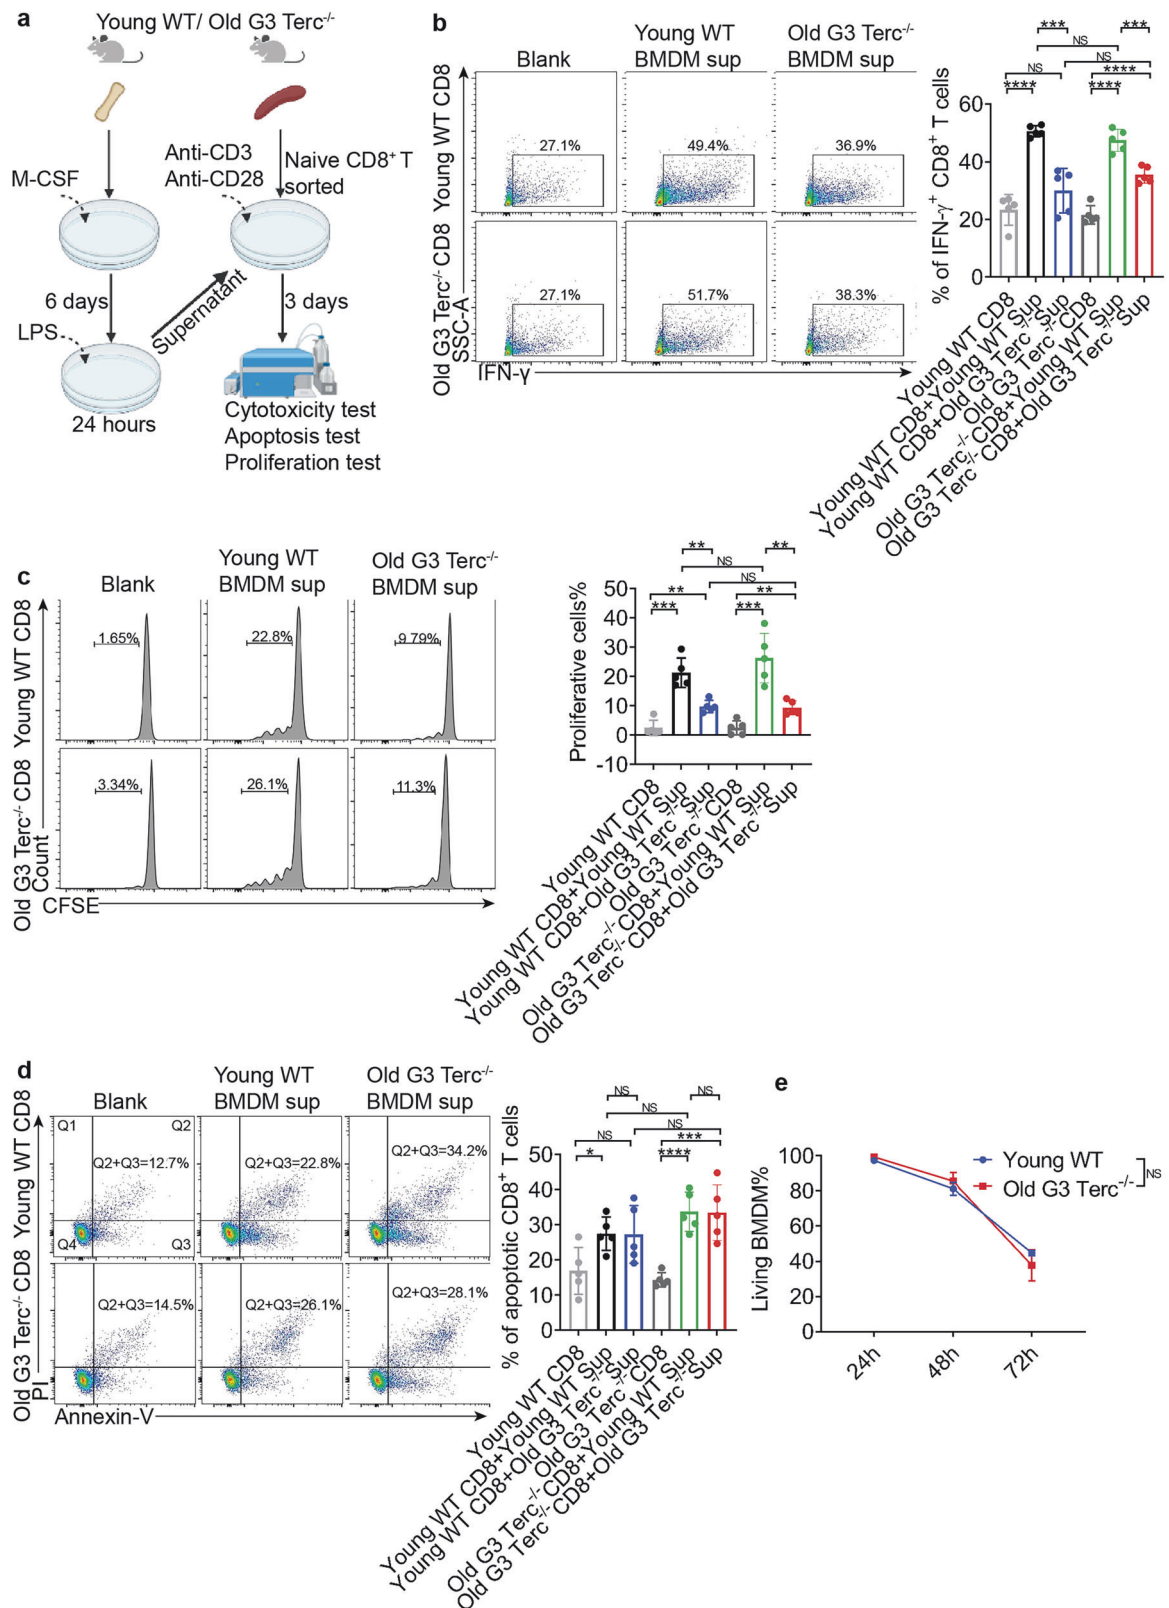 a
Young WT/ Old G3 Terc-/-
M-CSF
Anti-CD3
Anti-CD28
Naive CD8+ T
sorted
6 days
Supernatant
3 days
LPS
24 hours
Cytotoxicity test
Apoptosis test
Proliferation test
b
Blank
Young WT
BMDM sup
Old G3 Terc-/-
BMDM sup
Young WT CD8
27.1%
49.4%
36.9%
Old G3 Terc-/- CD8
27.1%
51.7%
38.3%
SSC-A
IFN-γ
% of IFN-γ+ CD8+ T cells
60
40
20
0
***
***
NS
NS
NS
****
****
****
Young WT CD8
Young WT CD8+Young WT Sup
Young WT CD8+Old G3 Terc-/-Sup
Old G3 Terc-/-CD8
Old G3 Terc-/- CD8+Young WT Sup
Old G3 Terc-/- CD8+Old G3 Terc-/- Sup
c
Blank
Young WT
BMDM sup
Old G3 Terc-/-
BMDM sup
Young WT CD8
1.65%
22.8%
9.79%
Old G3 Terc-/- CD8
3.34%
26.1%
11.3%
Count
CFSE
Proliferative cells%
50
40
30
20
10
0
-10
**
**
NS
NS
**
**
***
***
Young WT CD8
Young WT CD8+Young WT Sup
Young WT CD8+Old G3 Terc-/-Sup
Old G3 Terc-/-CD8
Old G3 Terc-/- CD8+Young WT Sup
Old G3 Terc-/- CD8+Old G3 Terc-/-Sup
d
Blank
Young WT
BMDM sup
Old G3 Terc-/-
BMDM sup
Young WT CD8
Q1
Q2
Q2+Q3=12.7%
Q4
Q3
Q2+Q3=22.8%
Q2+Q3=34.2%
Old G3 Terc-/- CD8
Q2+Q3=14.5%
Q2+Q3=26.1%
Q2+Q3=28.1%
PI
Annexin-V
% of apoptotic CD8+ T cells
50
40
30
20
10
0
NS
NS
NS
NS
NS
***
*
****
Young WT CD8
Young WT CD8+Young WT Sup
Young WT CD8+Old G3 Terc-/-Sup
Old G3 Terc-/-CD8
Old G3 Terc-/- CD8+Young WT Sup
Old G3 Terc-/- CD8+Old G3 Terc-/-Sup
e
Living BMDM%
100
80
60
40
20
0
Young WT
Old G3 Terc-/-
NS
24h
48h
72h